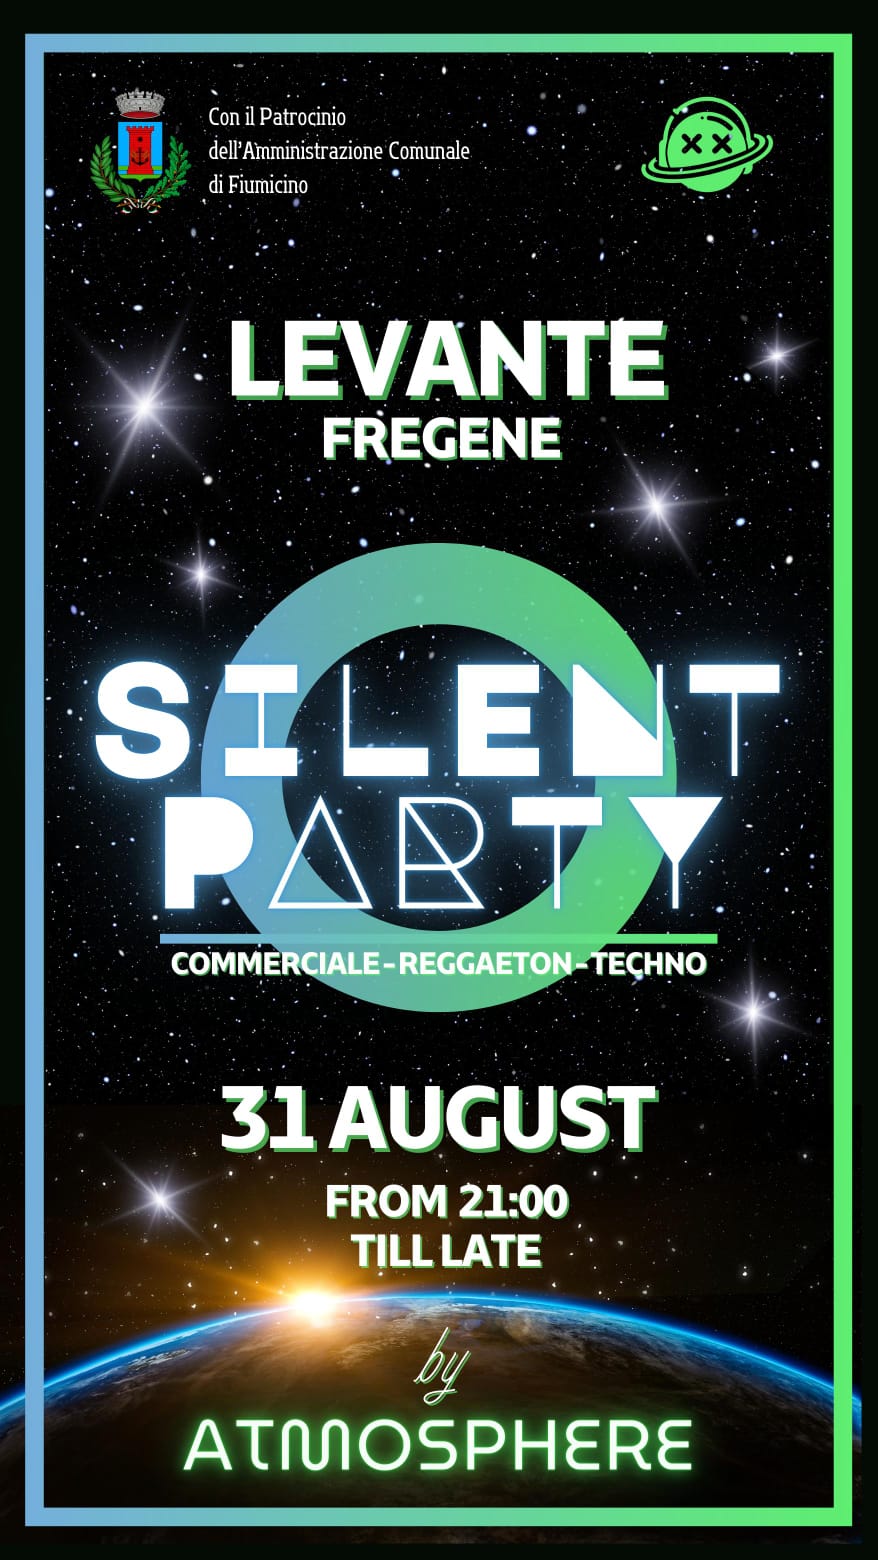 Con il Patrocinio
dell'Amministrazione Comunale
di Fiumicino
LEVANTE
FREGENE
SILENT
PARTY
COMMERCIALE-REGGAETON-TECHNO
31 AUGUST
FROM 21:00
TILL LATE
by
ATMOSPHERE